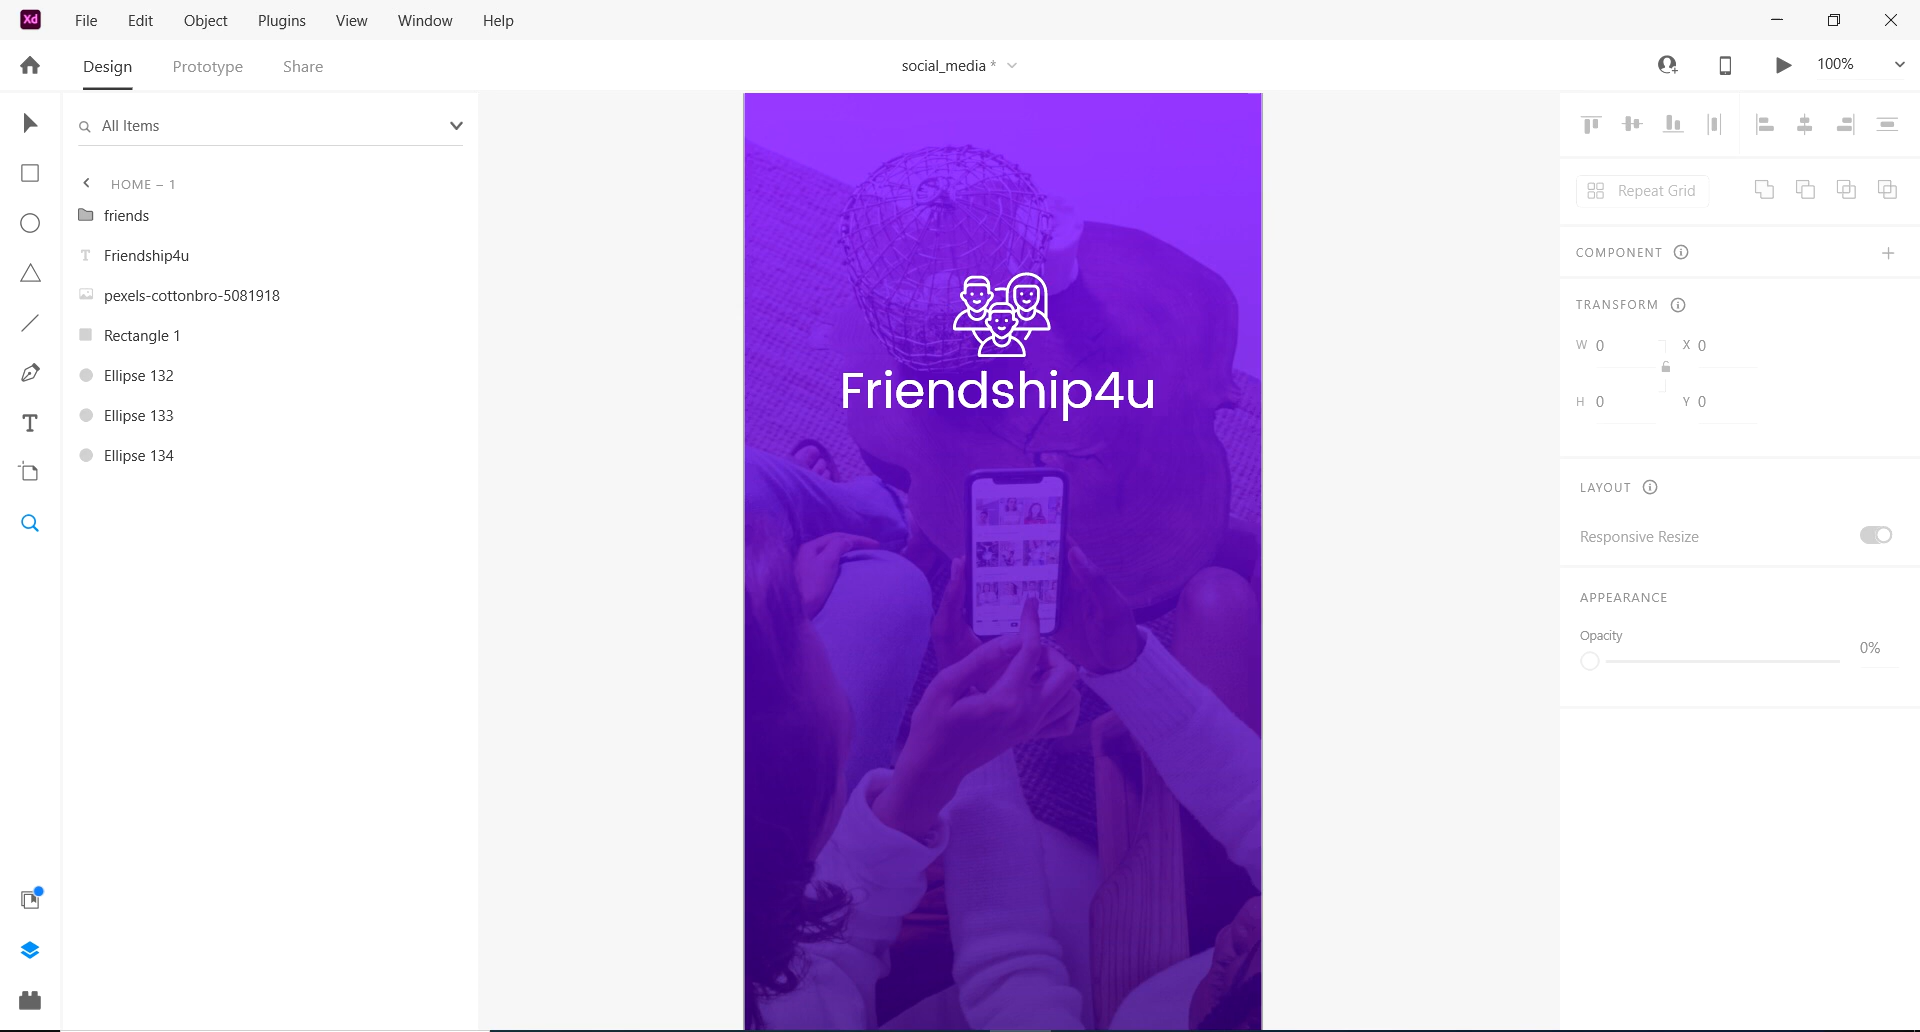 Xd File Edit Object Plugins View Window Help
Design Prototype Share social_media * 100%
All Items
HOME – 1
friends
T Friendship4u
pexels-cottonbro-5081918
Rectangle 1
Ellipse 132
Ellipse 133
Ellipse 134
T
Friendship4u
Repeat Grid
COMPONENT
TRANSFORM
W 0 X 0
H 0 Y 0
LAYOUT
Responsive Resize
APPEARANCE
Opacity
0%